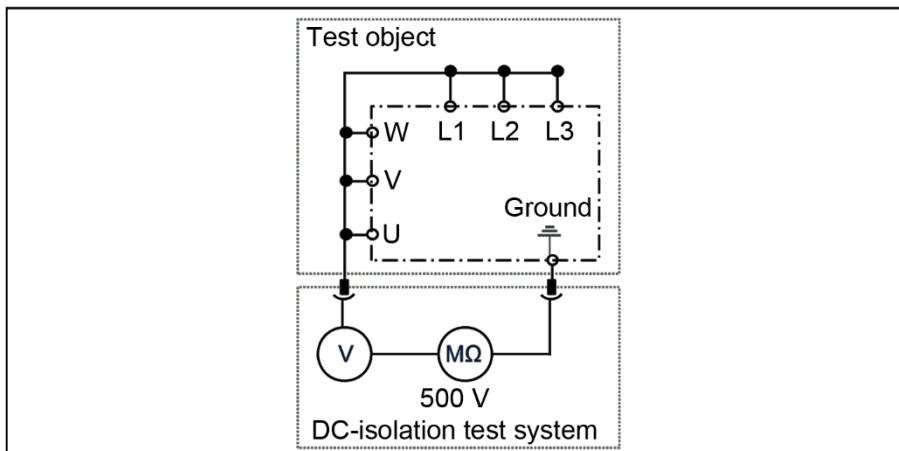 Test object
W L1 L2 L3
V
Ground
U
V MΩ
500 V
DC-isolation test system